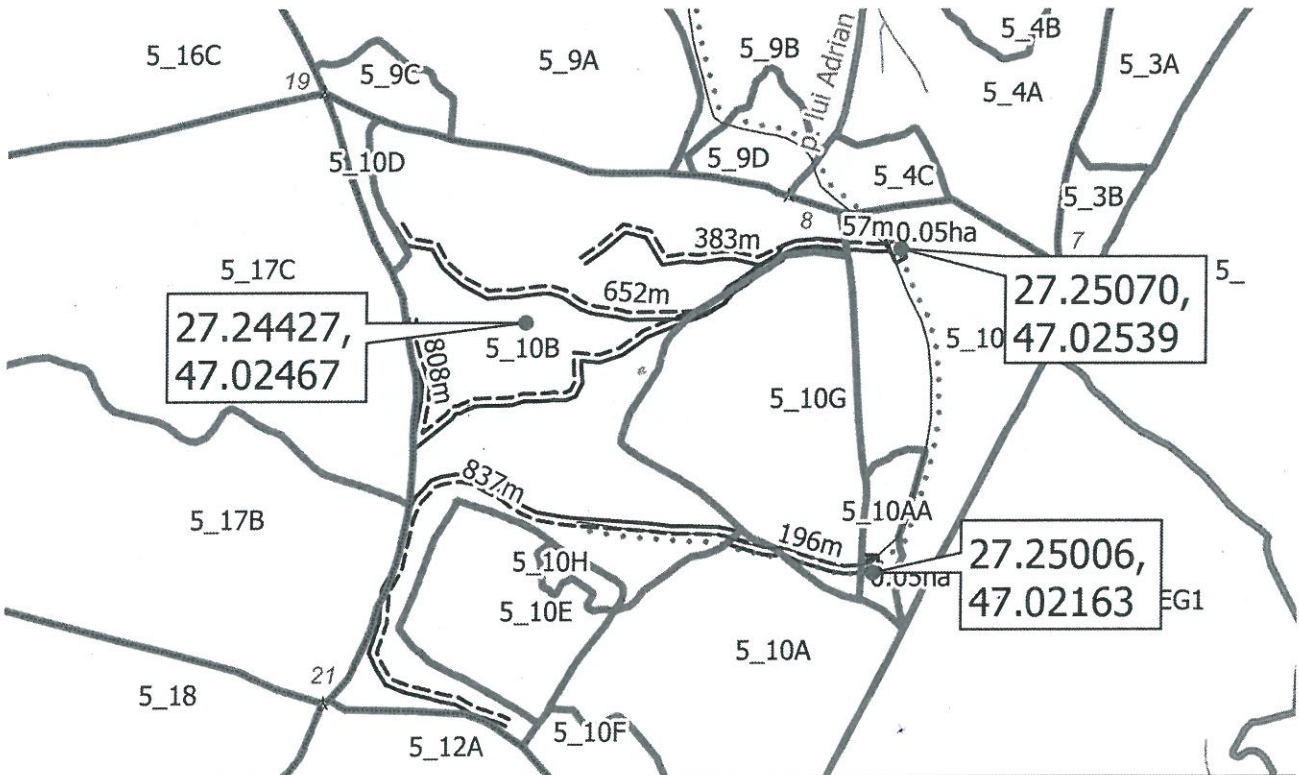 5_16C
5_9C
5_9A
5_9B
p. lui Adrian
5_4B
5_4A
5_3A
19
5_10D
5_9D
5_4C
5_3B
8
57m
0.05ha
7
383m
5_17C
652m
27.25070,
47.02539
5_
27.24427,
47.02467
5_10B
808m
5_10
5_10G
837m
5_17B
5_10AA
196m
5_10H
5_10E
0.05ha
27.25006,
47.02163
EG1
5_10A
21
5_18
5_12A
5_10F